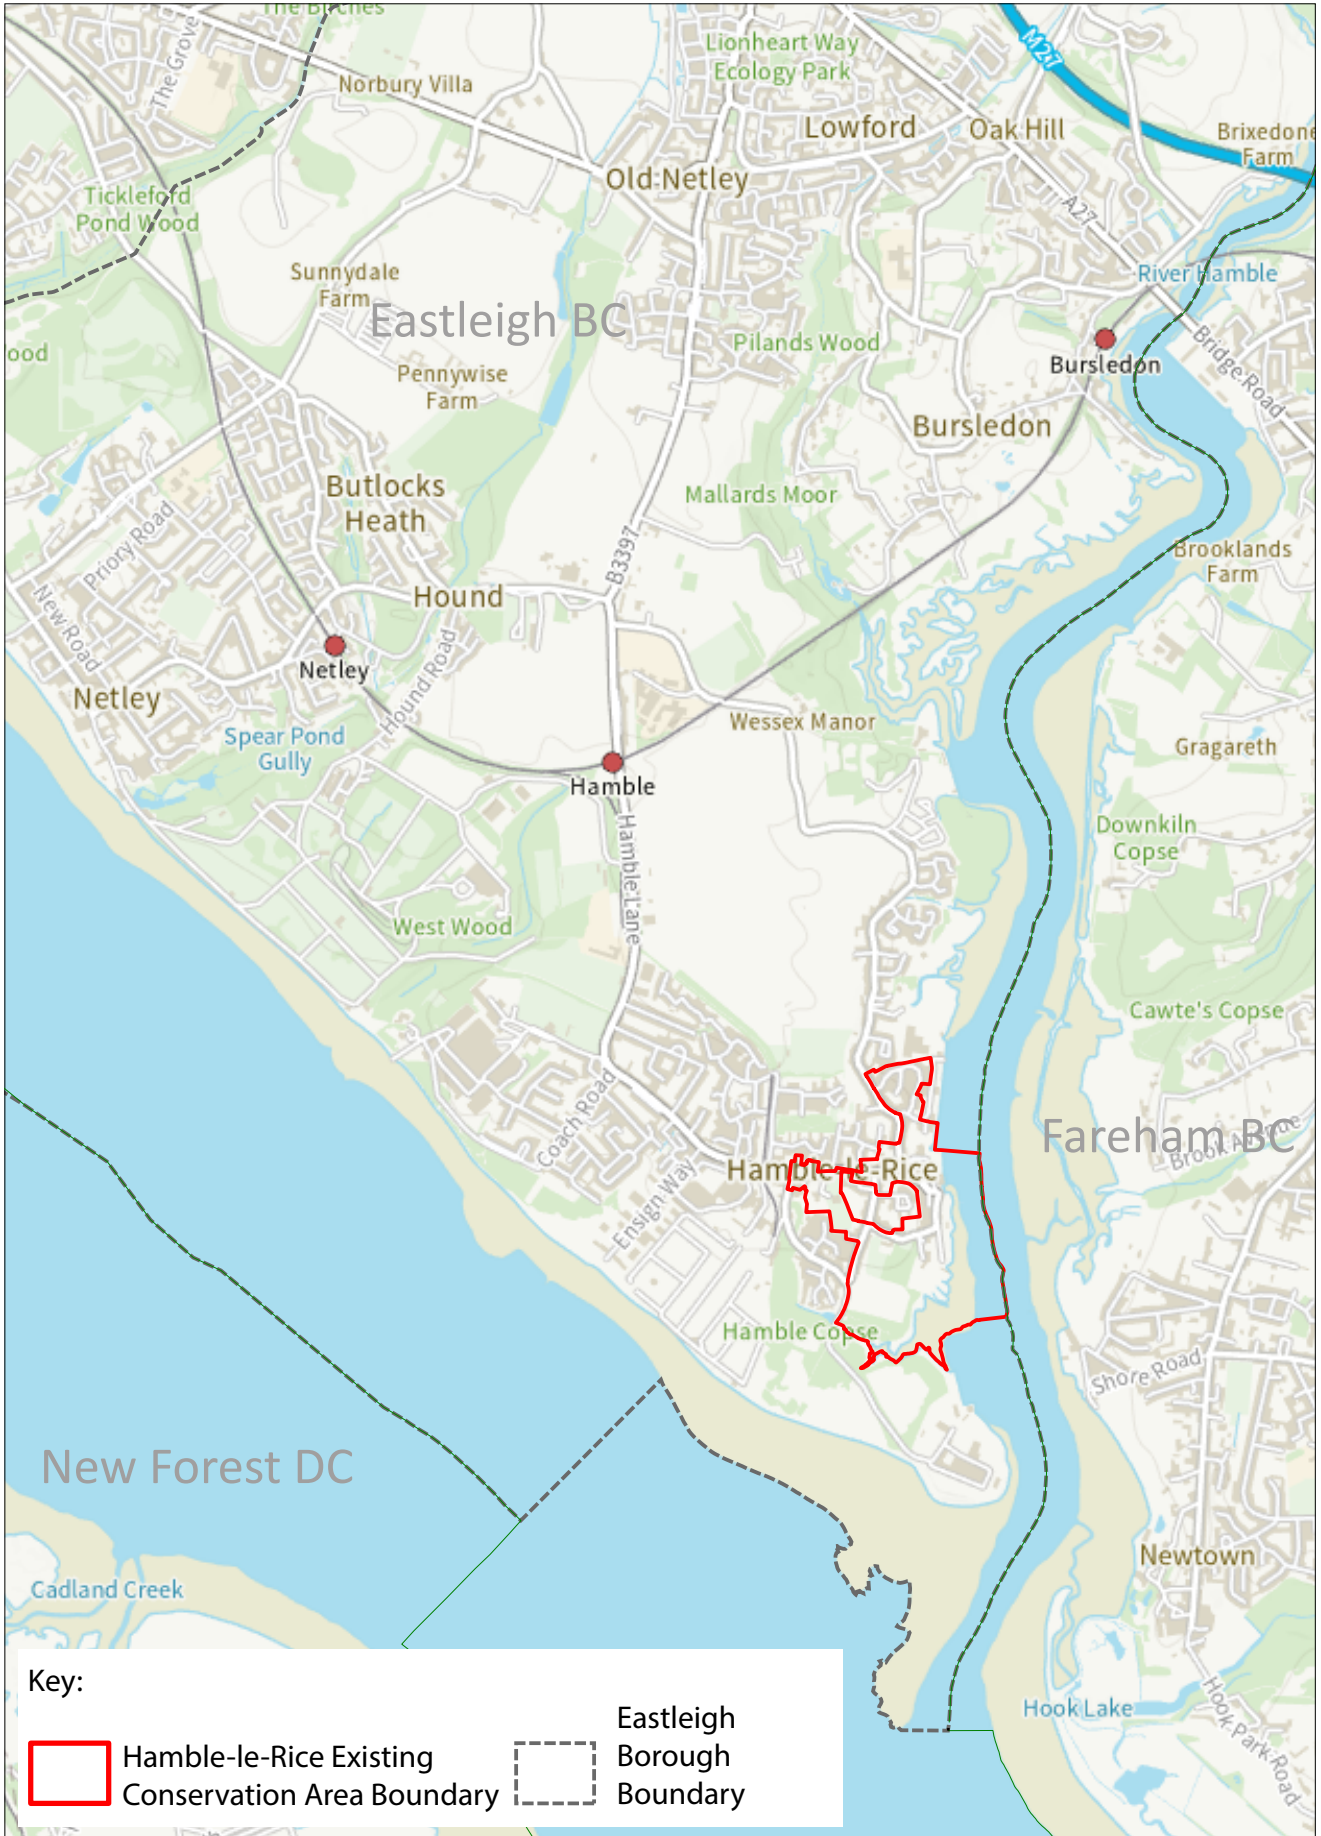 The Birches
The Grove
Norbury Villa
Lionheart Way
Ecology Park
M27
Lowford
Oak Hill
Brixedone
Farm
Old Netley
Tickleford
Pond Wood
A27
Sunnydale
Farm
River Hamble
Eastleigh BC
ood
Pilands Wood
Bridge Road
Bursledon
Pennywise
Farm
Bursledon
Butlocks
Heath
Mallards Moor
Priory Road
B3397
Brooklands
Farm
Hound
New Road
Netley
Hound Road
Netley
Wessex Manor
Spear Pond
Gully
Gragareth
Hamble
Hamble Lane
Downkiln
Copse
West Wood
Cawte's Copse
Coach Road
Fareham BC
Brook Avenue
Hamble-le-Rice
Ensign Way
Hamble Copse
Shore Road
New Forest DC
Newtown
Cadland Creek
Hook Lake
Hook Park Road
Key:
Hamble-le-Rice Existing
Conservation Area Boundary
Eastleigh
Borough
Boundary